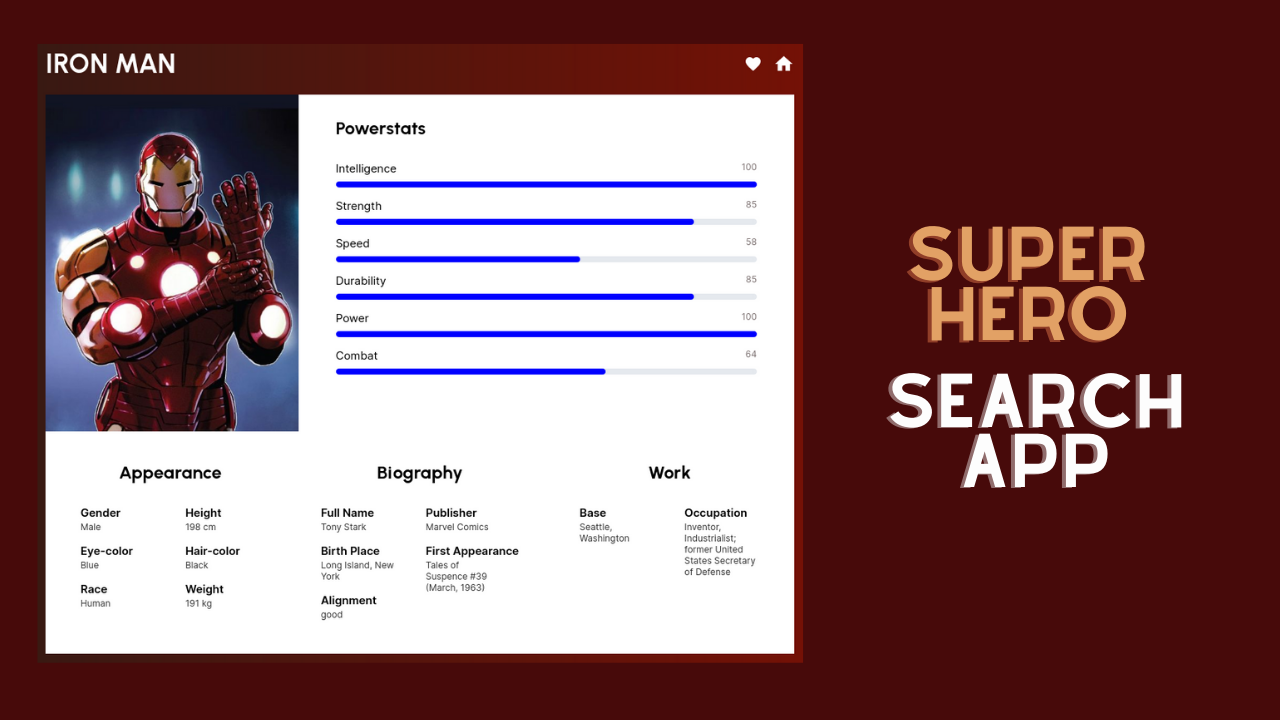 IRON MAN
Powerstats
Intelligence 100
Strength 85
Speed 58
Durability 85
Power 100
Combat 64
Appearance
Gender
Male
Height
198 cm
Eye-color
Blue
Hair-color
Black
Race
Human
Weight
191 kg
Biography
Full Name
Tony Stark
Publisher
Marvel Comics
Birth Place
Long Island, New
York
First Appearance
Tales of
Suspence #39
(March, 1963)
Alignment
good
Work
Base
Seattle,
Washington
Occupation
Inventor,
Industrialist;
former United
States Secretary
of Defense
SUPER
HERO
SEARCH
APP